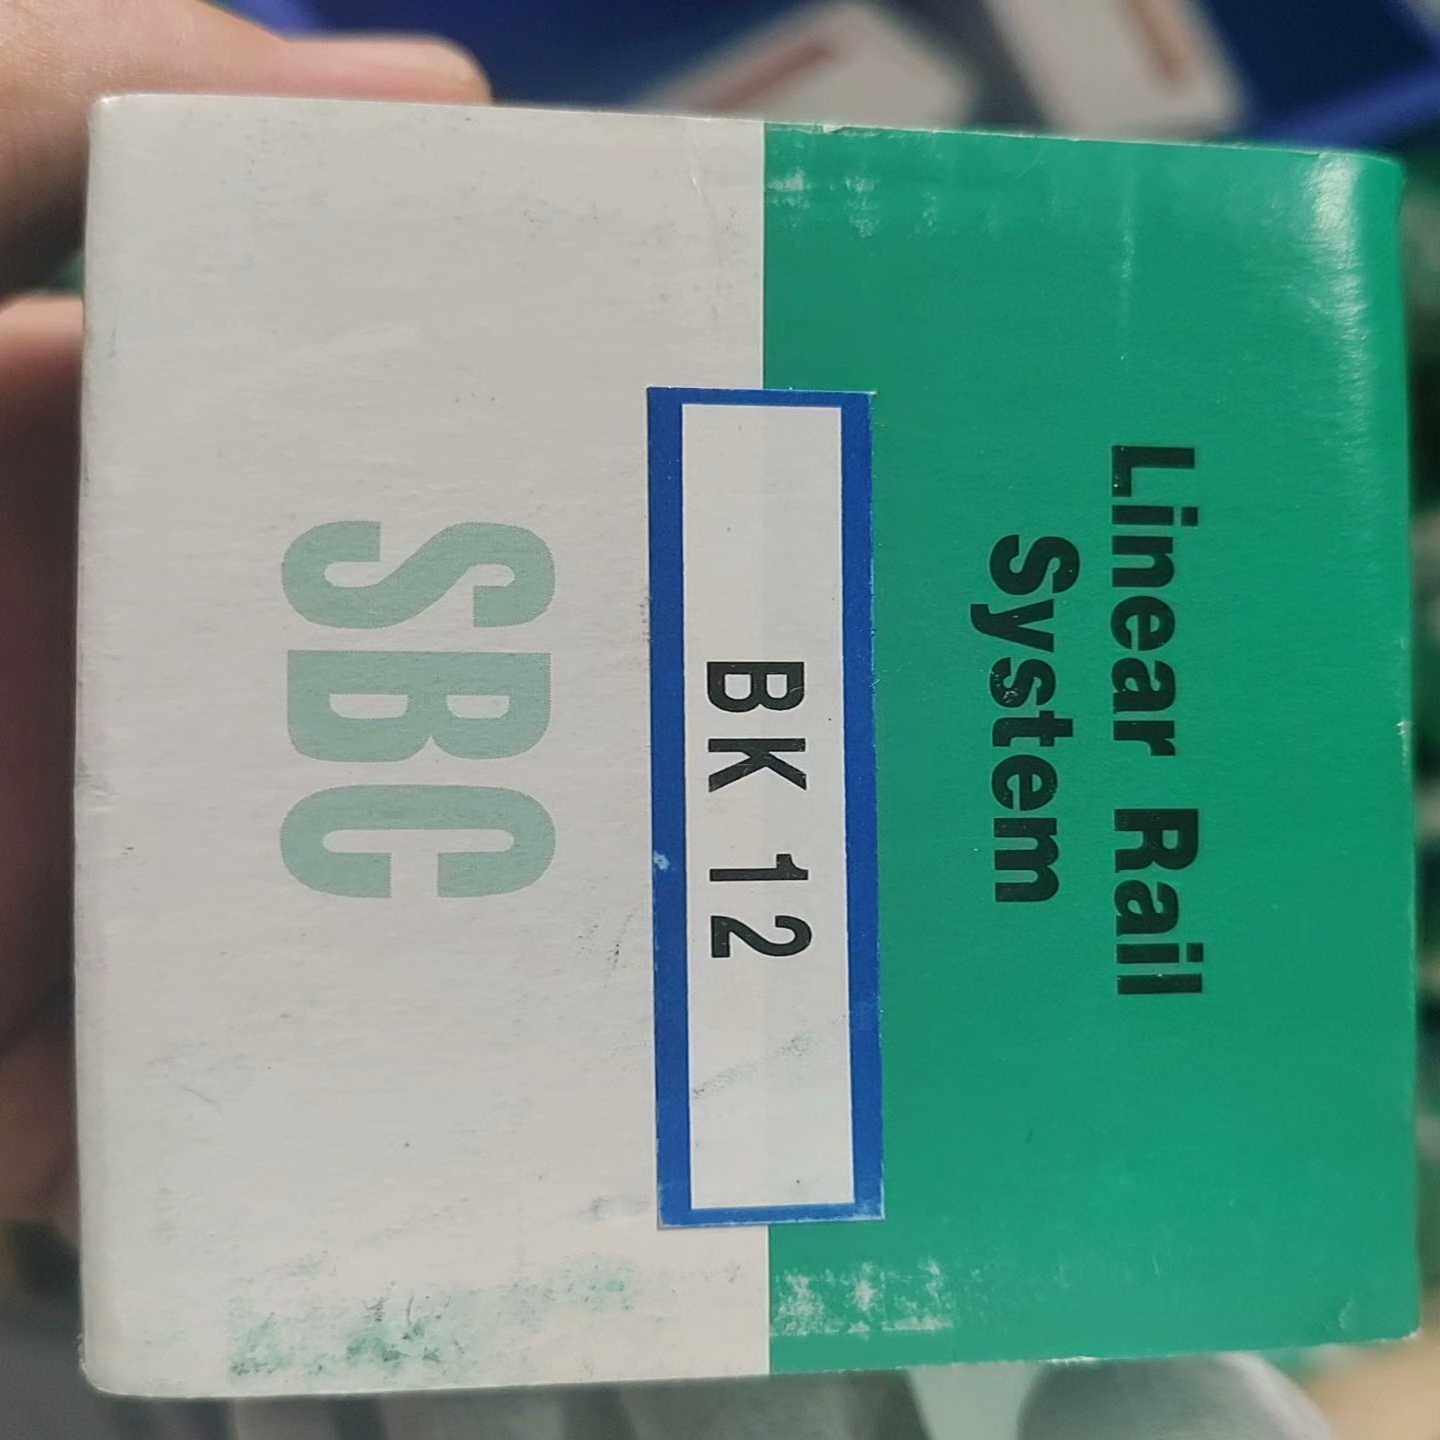 Linear Rail
System
BK 12
SBC